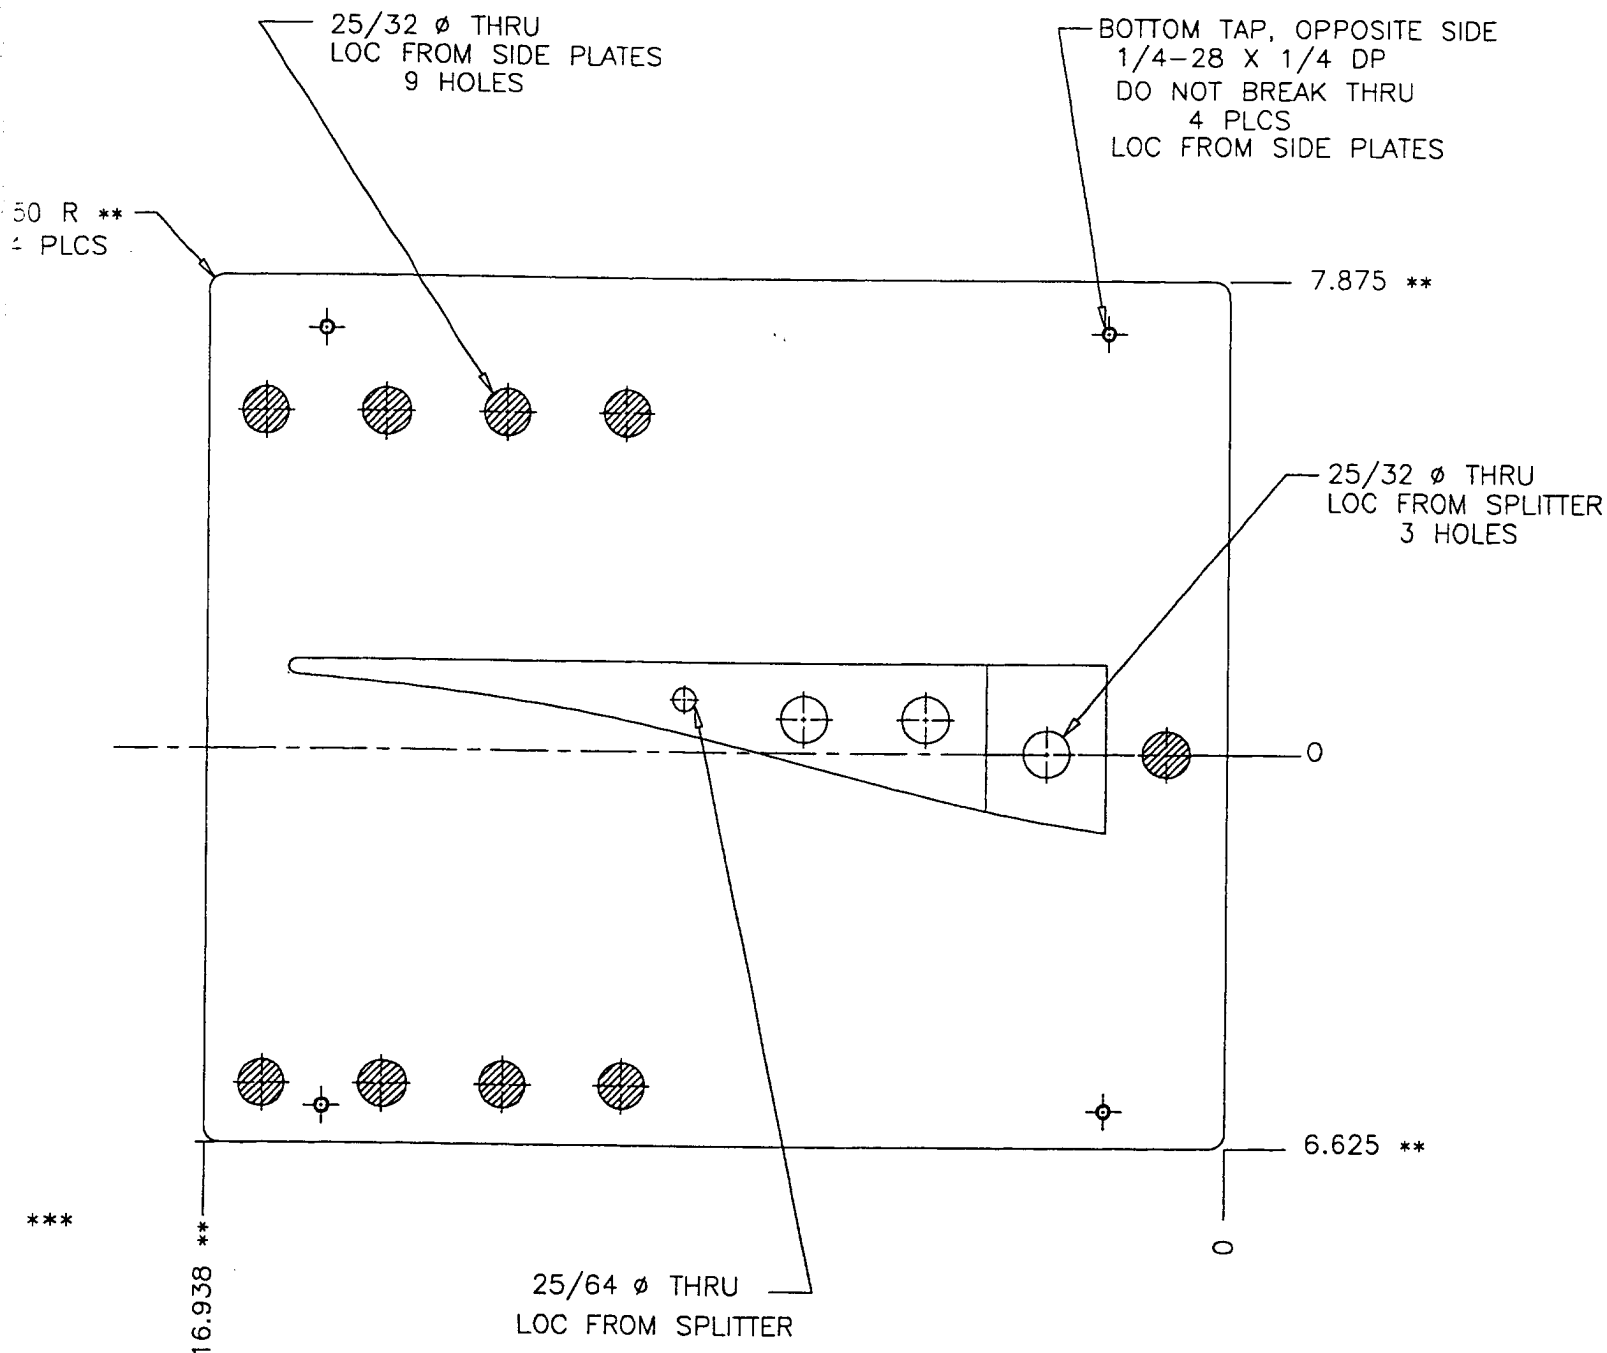 25/32 ø THRU
LOC FROM SIDE PLATES
9 HOLES
BOTTOM TAP, OPPOSITE SIDE
1/4-28 X 1/4 DP
DO NOT BREAK THRU
4 PLCS
LOC FROM SIDE PLATES
50 R **
PLCS
7.875 **
25/32 ø THRU
LOC FROM SPLITTER
3 HOLES
0
6.625 **
***
16.938 **
0
25/64 ø THRU
LOC FROM SPLITTER